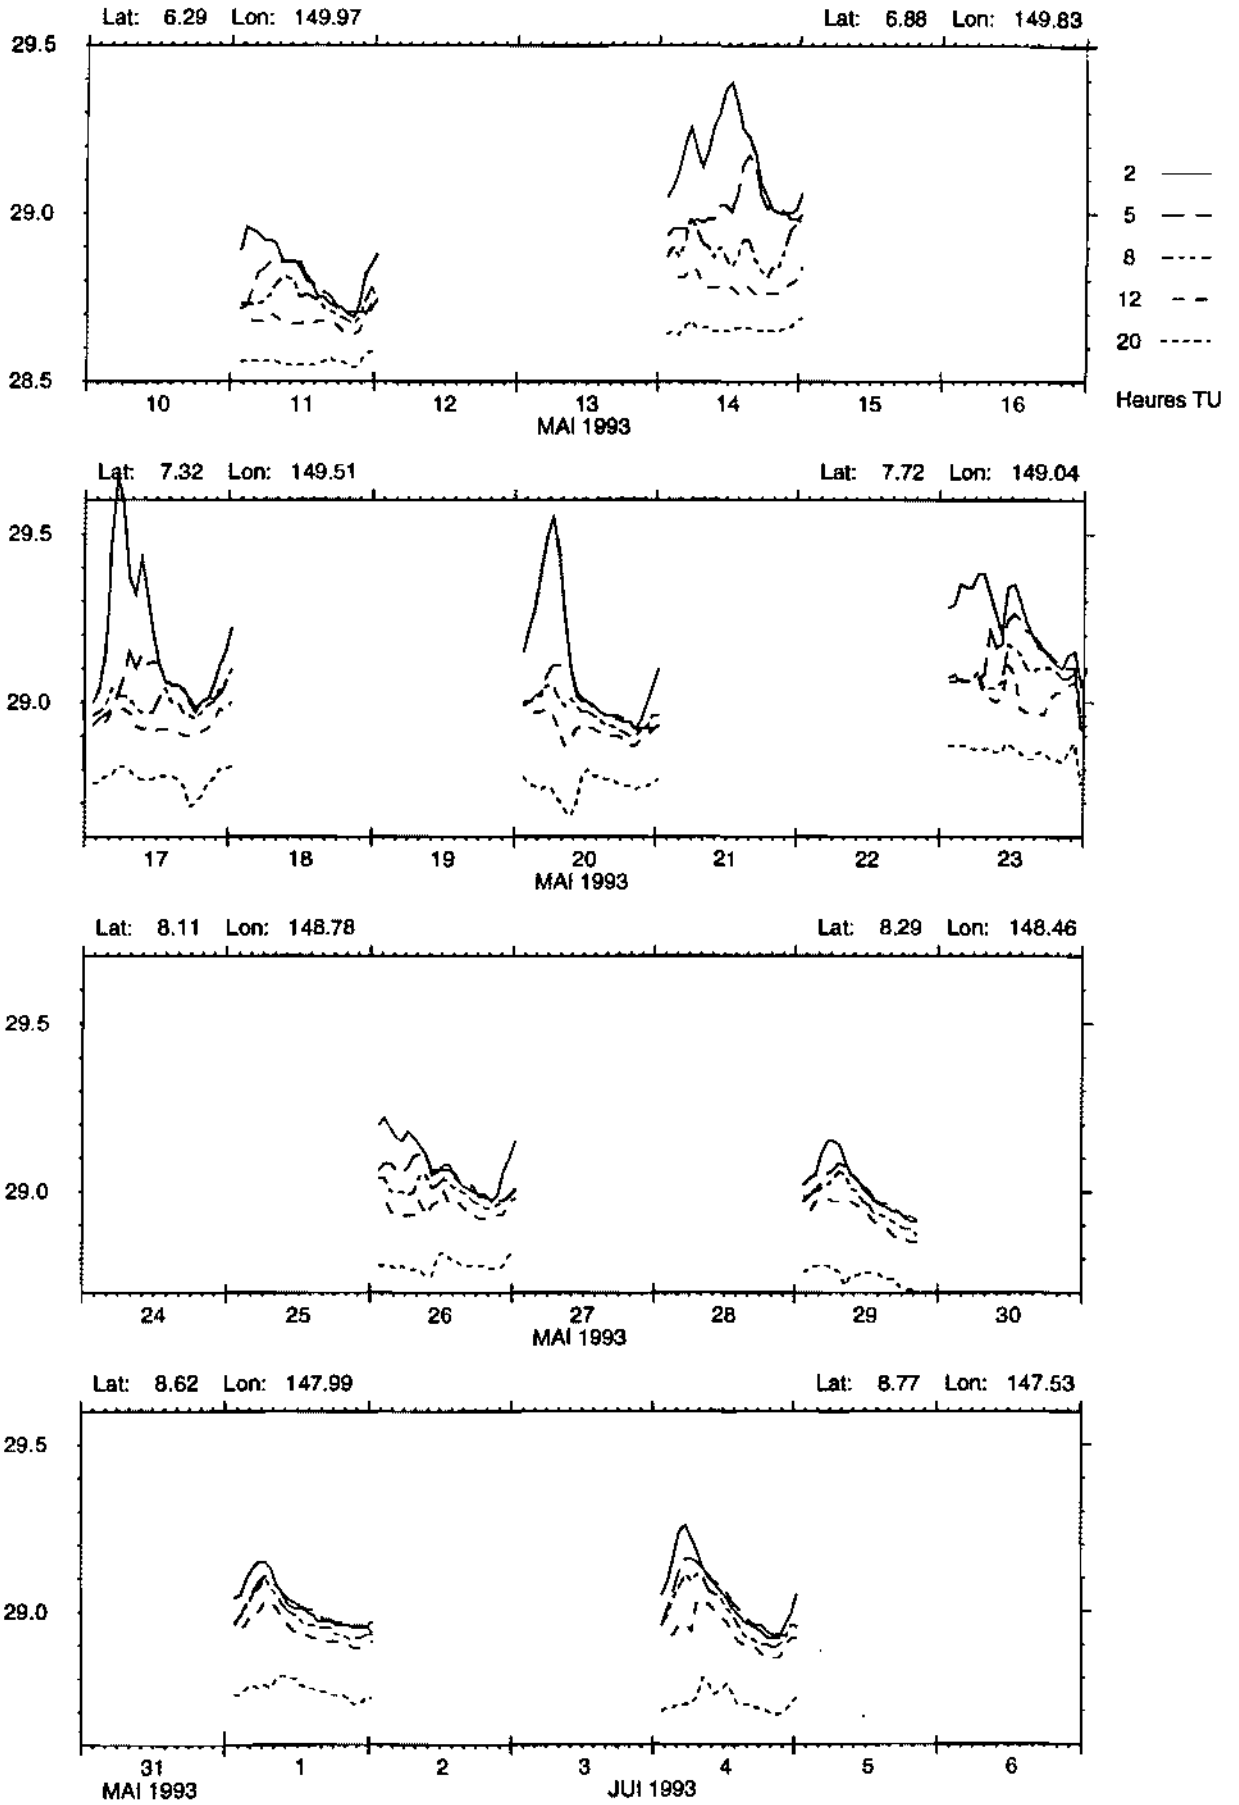 Lat: 6.29 Lon: 149.97 Lat: 6.88 Lon: 149.83
29.5
29.0
28.5
2
5
8
12
20
Heures TU
10 11 12 13 14 15 16
MAI 1993
Lat: 7.32 Lon: 149.51 Lat: 7.72 Lon: 149.04
29.5
29.0
17 18 19 20 21 22 23
MAI 1993
Lat: 8.11 Lon: 148.78 Lat: 8.29 Lon: 148.46
29.5
29.0
24 25 26 27 28 29 30
MAI 1993
Lat: 8.62 Lon: 147.99 Lat: 8.77 Lon: 147.53
29.5
29.0
31 1 2 3 4 5 6
MAI 1993 JUI 1993